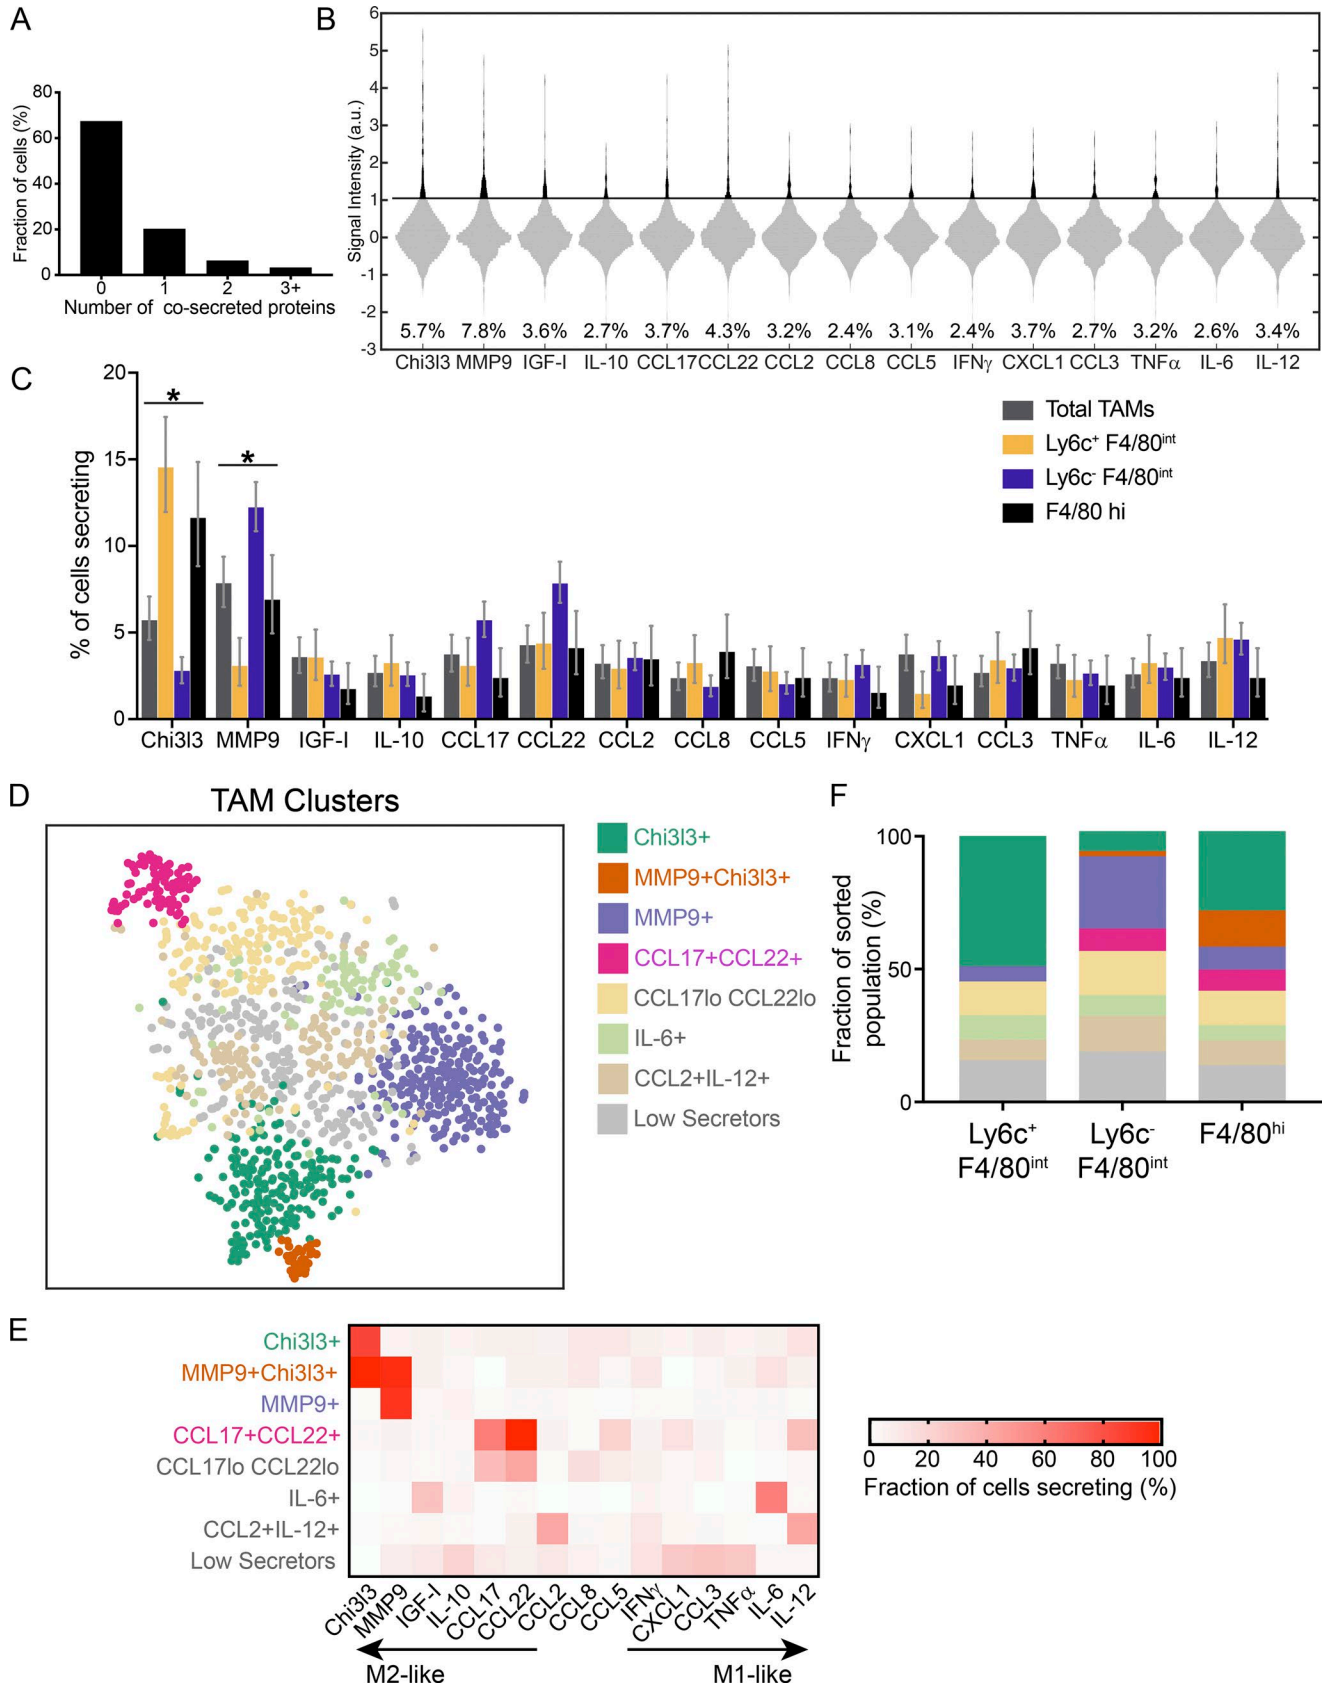 A
Fraction of cells (%)
80
60
40
20
0
0 1 2 3+
Number of co-secreted proteins
B
Signal Intensity (a.u.)
6
5
4
3
2
1
0
-1
-2
-3
5.7% 7.8% 3.6% 2.7% 3.7% 4.3% 3.2% 2.4% 3.1% 2.4% 3.7% 2.7% 3.2% 2.6% 3.4%
Chi3l3 MMP9 IGF-I IL-10 CCL17 CCL22 CCL2 CCL8 CCL5 IFNγ CXCL1 CCL3 TNFα IL-6 IL-12
C
% of cells secreting
20
15
10
5
0
*
*
Total TAMs
Ly6c⁺ F4/80ⁱⁿᵗ
Ly6c⁻ F4/80ⁱⁿᵗ
F4/80 hi
Chi3l3 MMP9 IGF-I IL-10 CCL17 CCL22 CCL2 CCL8 CCL5 IFNγ CXCL1 CCL3 TNFα IL-6 IL-12
D
TAM Clusters
Chi3l3+
MMP9+Chi3l3+
MMP9+
CCL17+CCL22+
CCL17lo CCL22lo
IL-6+
CCL2+IL-12+
Low Secretors
F
Fraction of sorted
population (%)
100
50
0
Ly6c⁺
F4/80ⁱⁿᵗ
Ly6c⁻
F4/80ⁱⁿᵗ
F4/80ʰⁱ
E
Chi3l3+
MMP9+Chi3l3+
MMP9+
CCL17+CCL22+
CCL17lo CCL22lo
IL-6+
CCL2+IL-12+
Low Secretors
Chi3l3 MMP9 IGF-I IL-10 CCL17 CCL22 CCL2 CCL8 CCL5 IFNγ CXCL1 CCL3 TNFα IL-6 IL-12
M2-like
M1-like
0 20 40 60 80 100
Fraction of cells secreting (%)